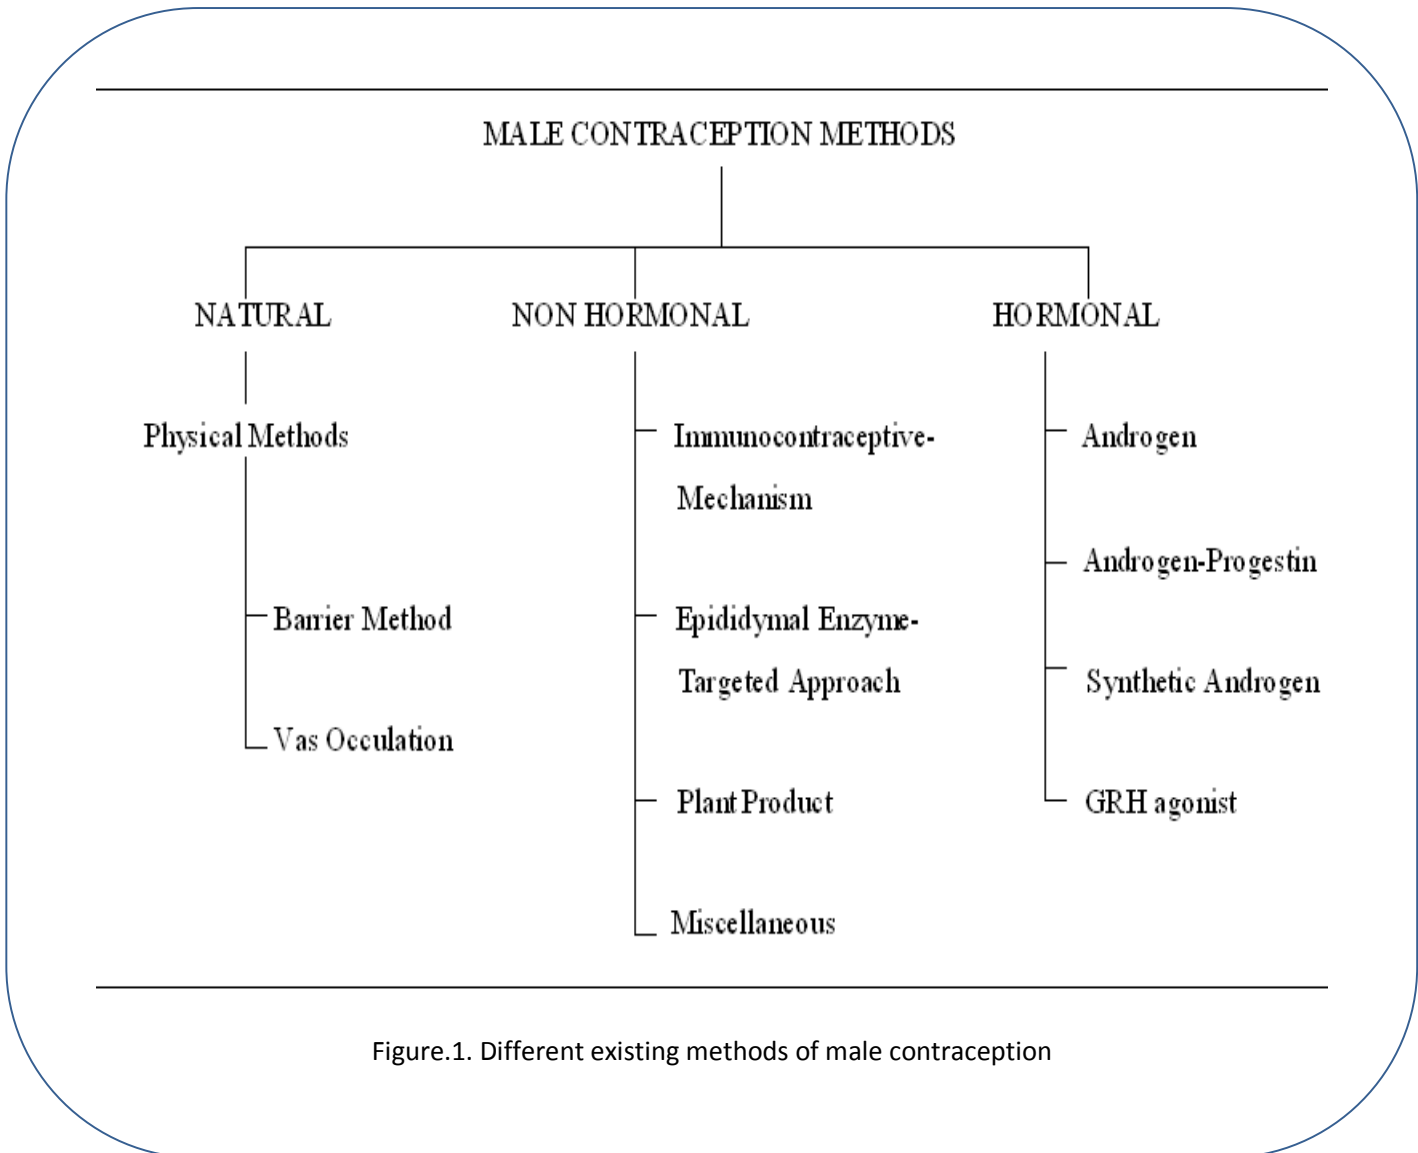 MALE CONTRACEPTION METHODS
NATURAL
NON HORMONAL
HORMONAL
Physical Methods
Barrier Method
Vas Occulation
Immunocontraceptive-
Mechanism
Epididymal Enzyme-
Targeted Approach
Plant Product
Miscellaneous
Androgen
Androgen-Progestin
Synthetic Androgen
GRH agonist
Figure.1. Different existing methods of male contraception